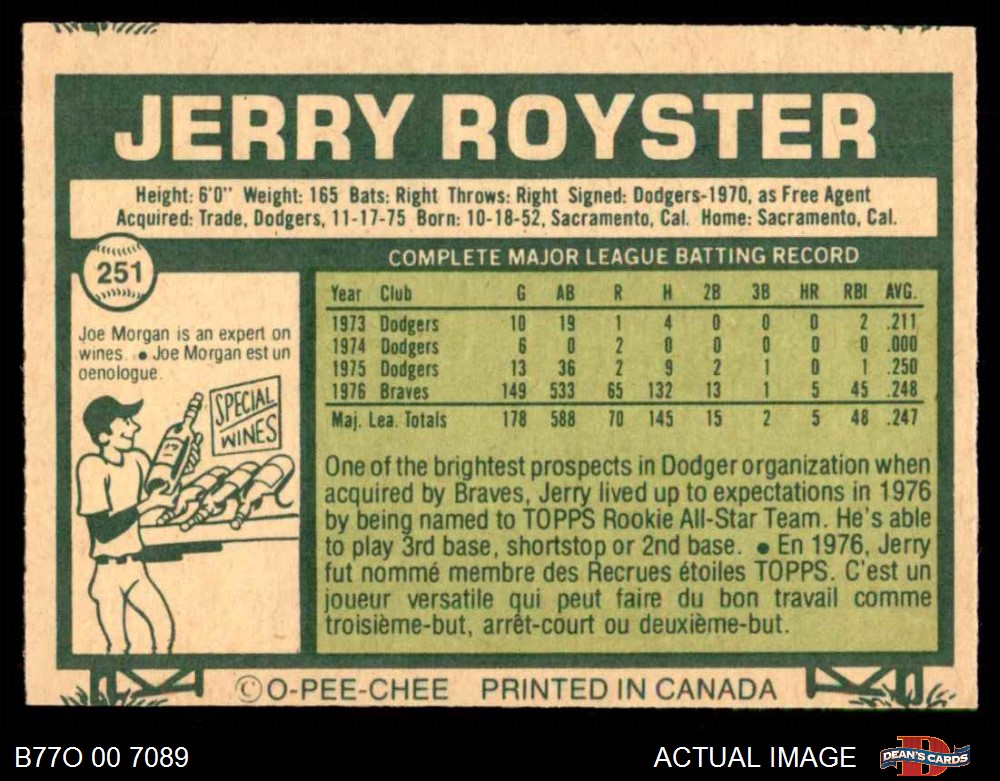 JERRY ROYSTER
Height: 6'0" Weight: 165 Bats: Right Throws: Right Signed: Dodgers-1970, as Free Agent
Acquired: Trade, Dodgers, 11-17-75 Born: 10-18-52, Sacramento, Cal. Home: Sacramento, Cal.
251
Joe Morgan is an expert on
wines. • Joe Morgan est un
oenologue.
SPECIAL
WINES
COMPLETE MAJOR LEAGUE BATTING RECORD
Year Club G AB R H 2B 3B HR RBI AVG.
1973 Dodgers 10 19 1 4 0 0 0 2 .211
1974 Dodgers 6 0 2 0 0 0 0 0 .000
1975 Dodgers 13 36 2 9 2 1 0 1 .250
1976 Braves 149 533 65 132 13 1 5 45 .248
Maj. Lea. Totals 178 588 70 145 15 2 5 48 .247
One of the brightest prospects in Dodger organization when
acquired by Braves, Jerry lived up to expectations in 1976
by being named to TOPPS Rookie All-Star Team. He's able
to play 3rd base, shortstop or 2nd base. • En 1976, Jerry
fut nommé membre des Recrues étoiles TOPPS. C'est un
joueur versatile qui peut faire du bon travail comme
troisième-but, arrêt-court ou deuxième-but.
©O-PEE-CHEE PRINTED IN CANADA
B77O 00 7089
ACTUAL IMAGE
DEAN'S CARDS